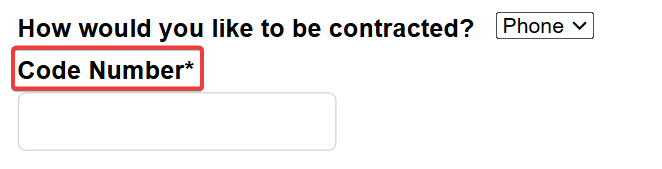 How would you like to be contracted? Phone
Code Number*